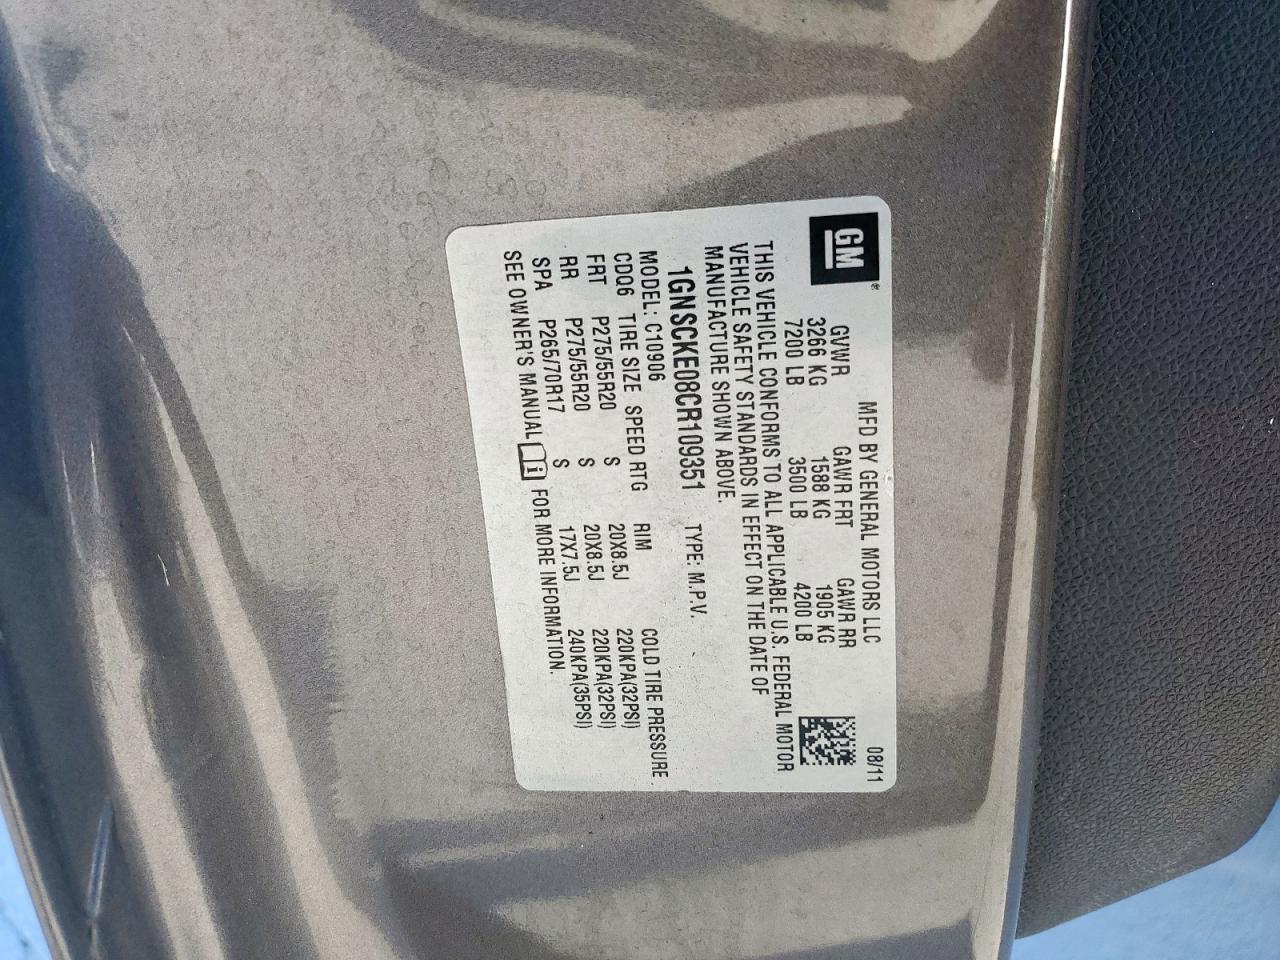 GM
MFD BY GENERAL MOTORS LLC 08/11
GVWR GAWR FRT GAWR RR
3266 KG 1588 KG 1905 KG
7200 LB 3500 LB 4200 LB
THIS VEHICLE CONFORMS TO ALL APPLICABLE U.S. FEDERAL MOTOR
VEHICLE SAFETY STANDARDS IN EFFECT ON THE DATE OF
MANUFACTURE SHOWN ABOVE.
1GNSCKE08CR109351 TYPE: M.P.V.
MODEL: C10906
CDQ6 TIRE SIZE SPEED RTG RIM COLD TIRE PRESSURE
FRT P275/55R20 S 20X8.5J 220KPA(32PSI)
RR P275/55R20 S 20X8.5J 220KPA(32PSI)
SPA P265/70R17 S 17X7.5J 240KPA(35PSI)
SEE OWNER'S MANUAL i FOR MORE INFORMATION.